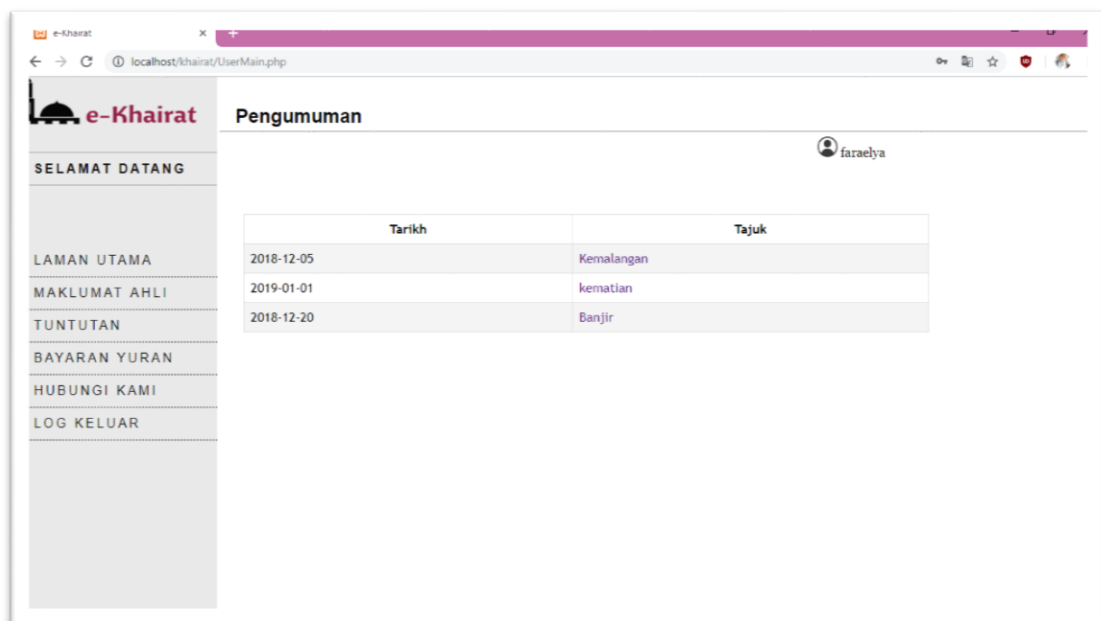 e-Khairat
localhost/khairat/UserMain.php
e-Khairat
Pengumuman
faraelya
SELAMAT DATANG
Tarikh Tajuk
2018-12-05 Kemalangan
2019-01-01 kematian
2018-12-20 Banjir
LAMAN UTAMA
MAKLUMAT AHLI
TUNTUTAN
BAYARAN YURAN
HUBUNGI KAMI
LOG KELUAR